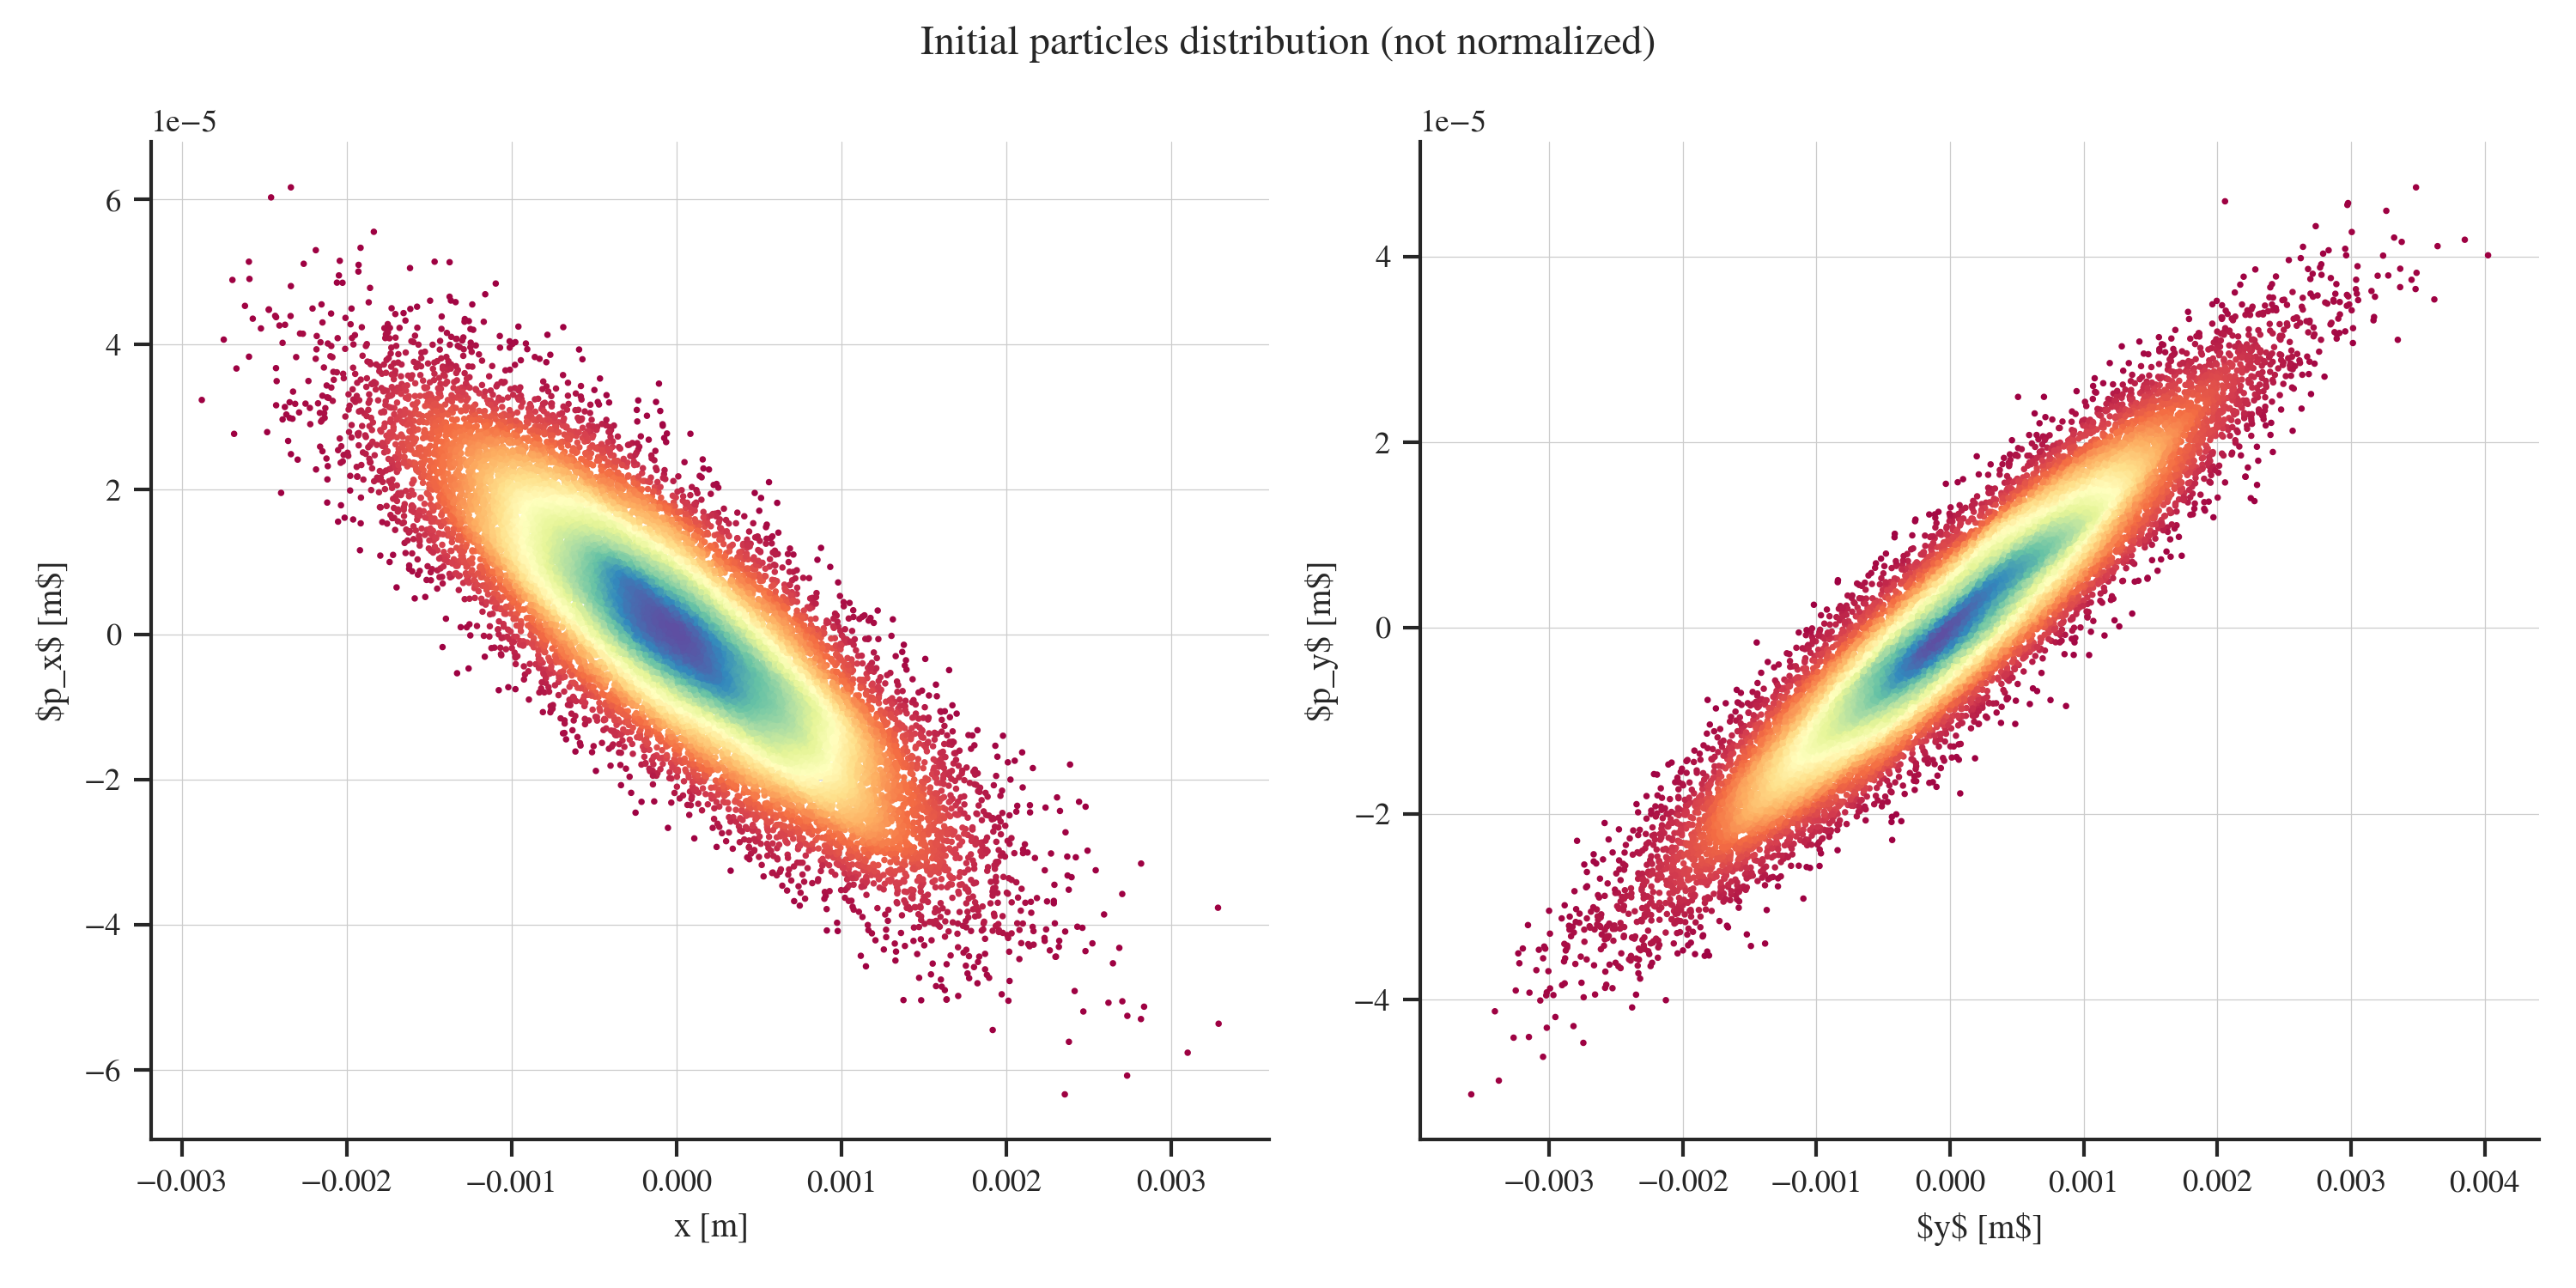 Initial particles distribution (not normalized)
1e−5
6
4
2
0
−2
−4
−6
$p_x$ [m$]
−0.003 −0.002 −0.001 0.000 0.001 0.002 0.003
x [m]
1e−5
4
2
0
−2
−4
$p_y$ [m$]
−0.003 −0.002 −0.001 0.000 0.001 0.002 0.003 0.004
$y$ [m$]